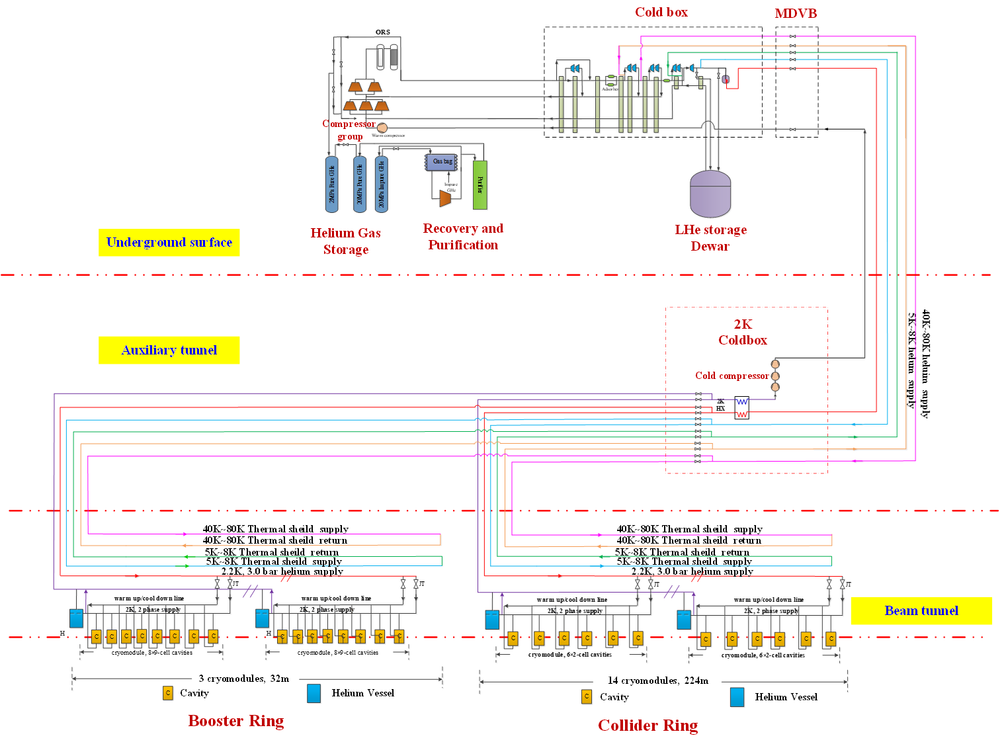 Cold box
MDVB
ORS
Adsorber
Compressor
group
Warm compressor
2MPa Pure GHe
20MPa Pure GHe
20MPa Impure GHe
Gas bag
Impure
GHe
Purifier
Helium Gas
Storage
Recovery and
Purification
LHe storage
Dewar
Underground surface
40K~80K heluim supply
5K~8K helum supply
2K
Coldbox
Auxiliary tunnel
Cold compressor
2K
HX
40K~80K Thermal sheild supply
40K~80K Thermal sheild return
5K~8K Thermal sheild return
5K~8K Thermal sheild supply
2.2K, 3.0 bar helium supply
JT
warm up/cool down line
2K, 2 phase supply
warm up/cool down line
2K, 2 phase supply
H
H
C C C C C C C C
C C C C C C C C
cryomodule, 8×9-cell cavities
cryomodule, 8×9-cell cavities
3 cryomodules, 32m
C
Cavity
Helium Vessel
Booster Ring
40K~80K Thermal sheild supply
40K~80K Thermal sheild return
5K~8K Thermal sheild return
5K~8K Thermal sheild supply
2.2K, 3.0 bar helium supply
JT
JT
JT
warm up/cool down line
2K, 2 phase supply
warm up/cool down line
2K, 2 phase supply
Beam tunnel
C C C C C C
C C C C C C
cryomodule, 6×2-cell cavities
cryomodule, 6×2-cell cavities
14 cryomodules, 224m
C
Cavity
Helium Vessel
Collider Ring